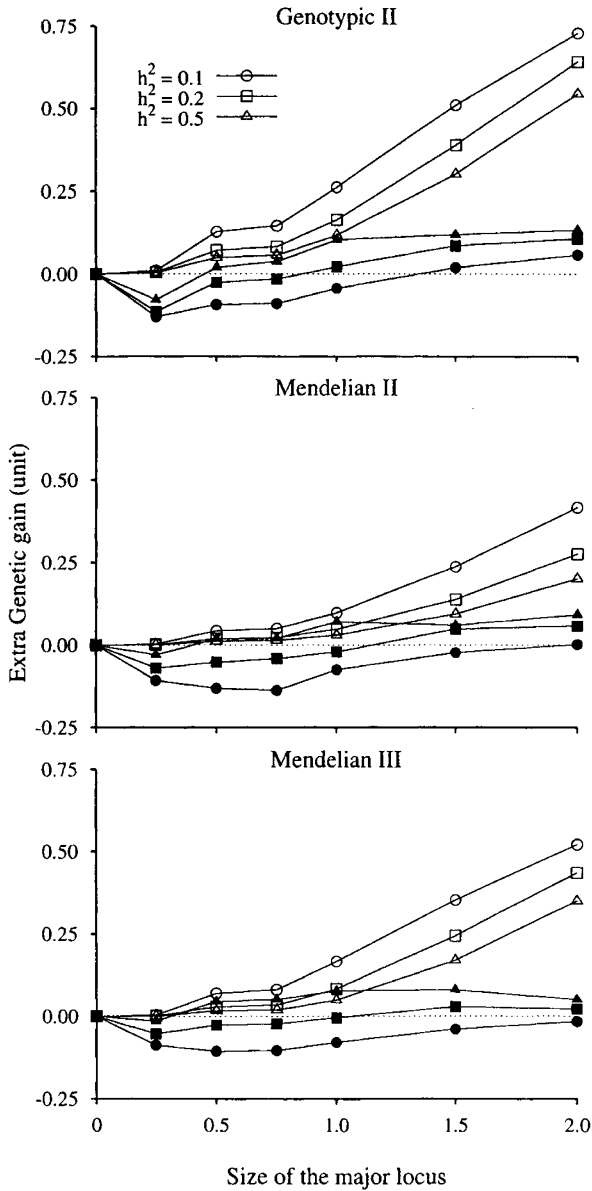 Genotypic II
0.75
h² = 0.1
h² = 0.2
h² = 0.5
0.50
0.25
0.00
-0.25
Mendelian II
0.75
0.50
0.25
0.00
-0.25
Mendelian III
0.75
0.50
0.25
0.00
-0.25
Extra Genetic gain (unit)
0 0.5 1.0 1.5 2.0
Size of the major locus